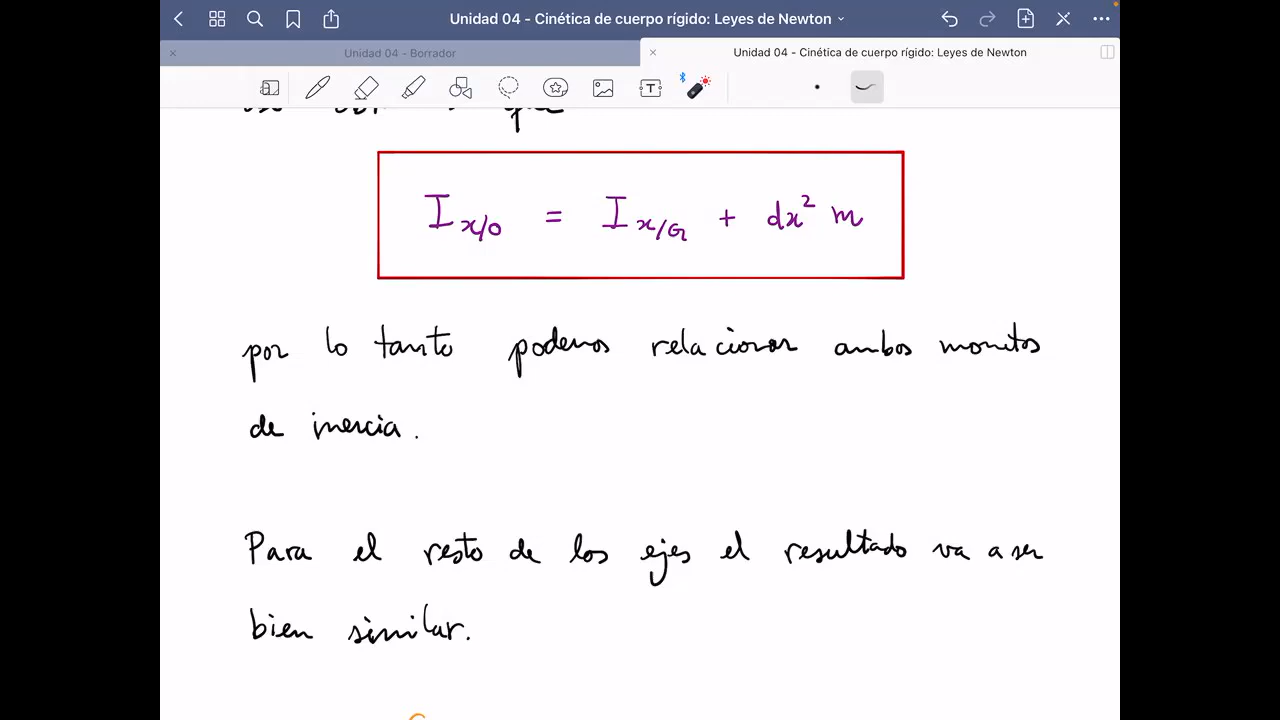 Unidad 04 - Cinética de cuerpo rígido: Leyes de Newton
Unidad 04 - Borrador
Unidad 04 - Cinética de cuerpo rígido: Leyes de Newton
que
I x/O = I x/G + dx² m
por lo tanto podemos relacionar ambos momentos
de inercia.
Para el resto de los ejes el resultado va a ser
bien similar.